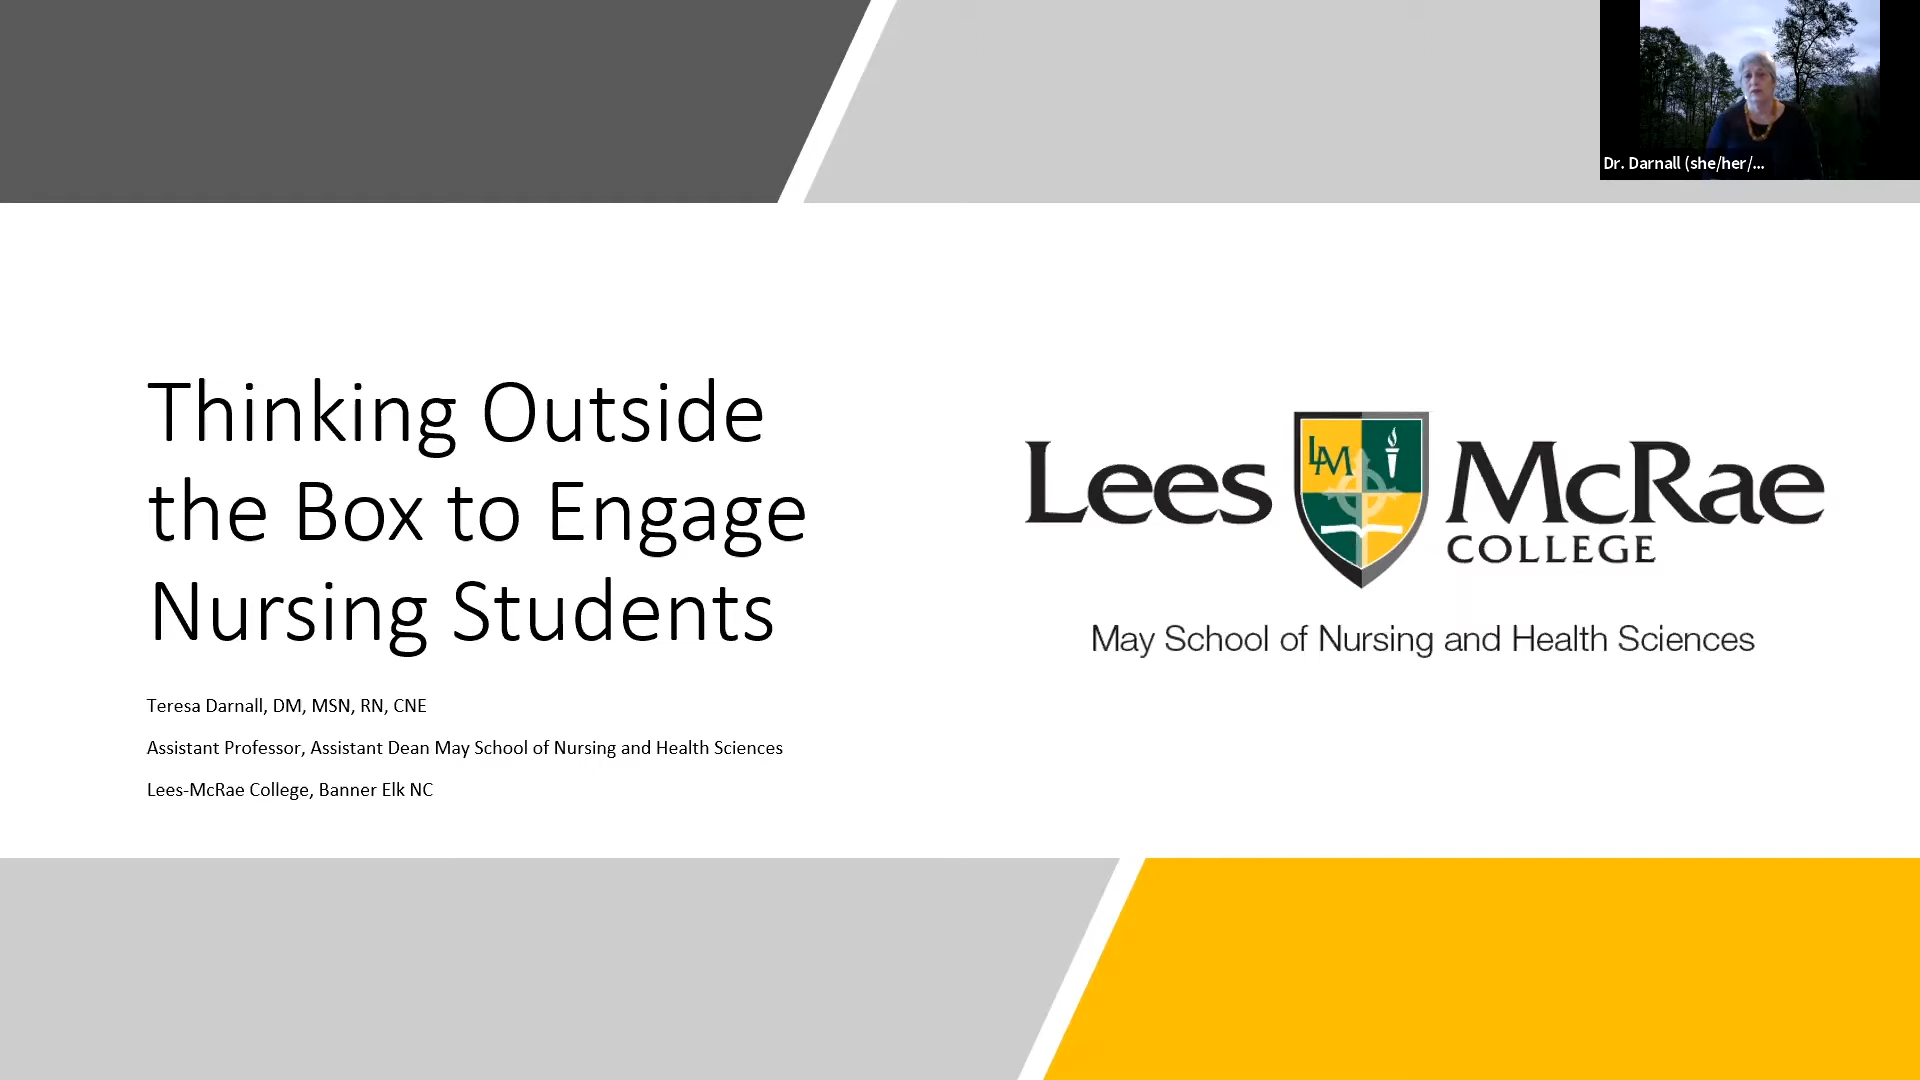 Dr. Darnall (she/her/...
Thinking Outside
the Box to Engage
Nursing Students
Teresa Darnall, DM, MSN, RN, CNE
Assistant Professor, Assistant Dean May School of Nursing and Health Sciences
Lees-McRae College, Banner Elk NC
Lees LM McRae
COLLEGE
May School of Nursing and Health Sciences